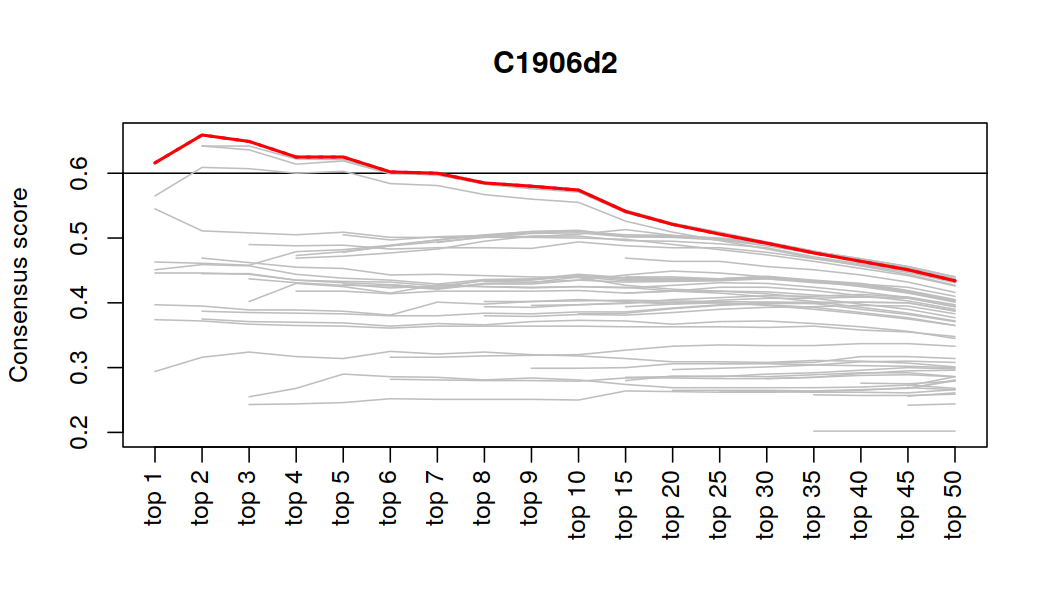 C1906d2
Consensus score
0.6
0.5
0.4
0.3
0.2
top 1
top 2
top 3
top 4
top 5
top 6
top 7
top 8
top 9
top 10
top 15
top 20
top 25
top 30
top 35
top 40
top 45
top 50